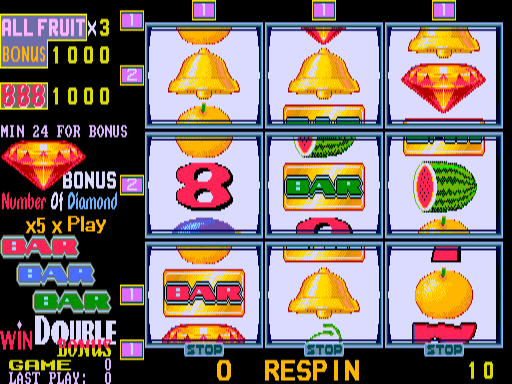 1 1 1
ALL FRUIT×3 1
BONUS 1000
2
888 1000
MIN 24 FOR BONUS
BONUS 2 8 BAR
Number Of Diamond
x5 x Play
BAR
BAR
BAR 1 BAR
WIN DOUBLE
BONUS 1 STOP STOP STOP
GAME 0
LAST PLAY: 0 0 RESPIN 10